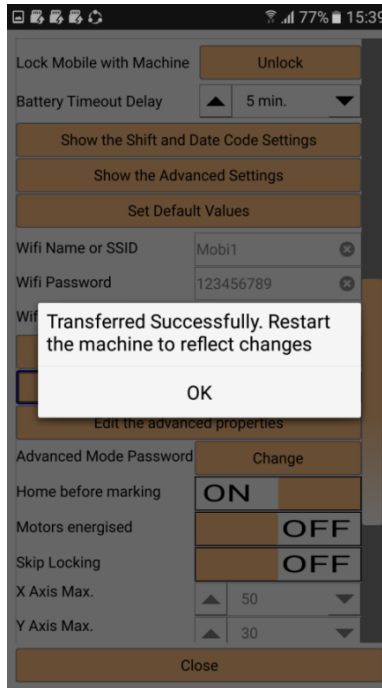 77% 15:39
Lock Mobile with Machine Unlock
Battery Timeout Delay 5 min.
Show the Shift and Date Code Settings
Show the Advanced Settings
Set Default Values
Wifi Name or SSID Mobi1
Wifi Password 123456789
Wif
Transferred Successfully. Restart
the machine to reflect changes
OK
Edit the advanced properties
Advanced Mode Password Change
Home before marking ON
Motors energised OFF
Skip Locking OFF
X Axis Max. 50
Y Axis Max. 30
Close